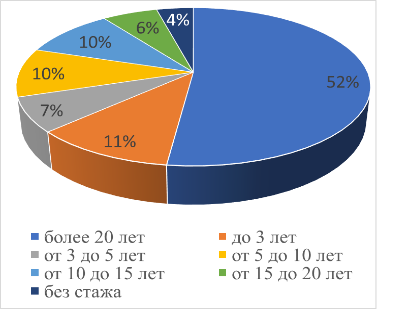 4%
6%
10%
10%
7%
11%
52%
более 20 лет
до 3 лет
от 3 до 5 лет
от 5 до 10 лет
от 10 до 15 лет
от 15 до 20 лет
без стажа